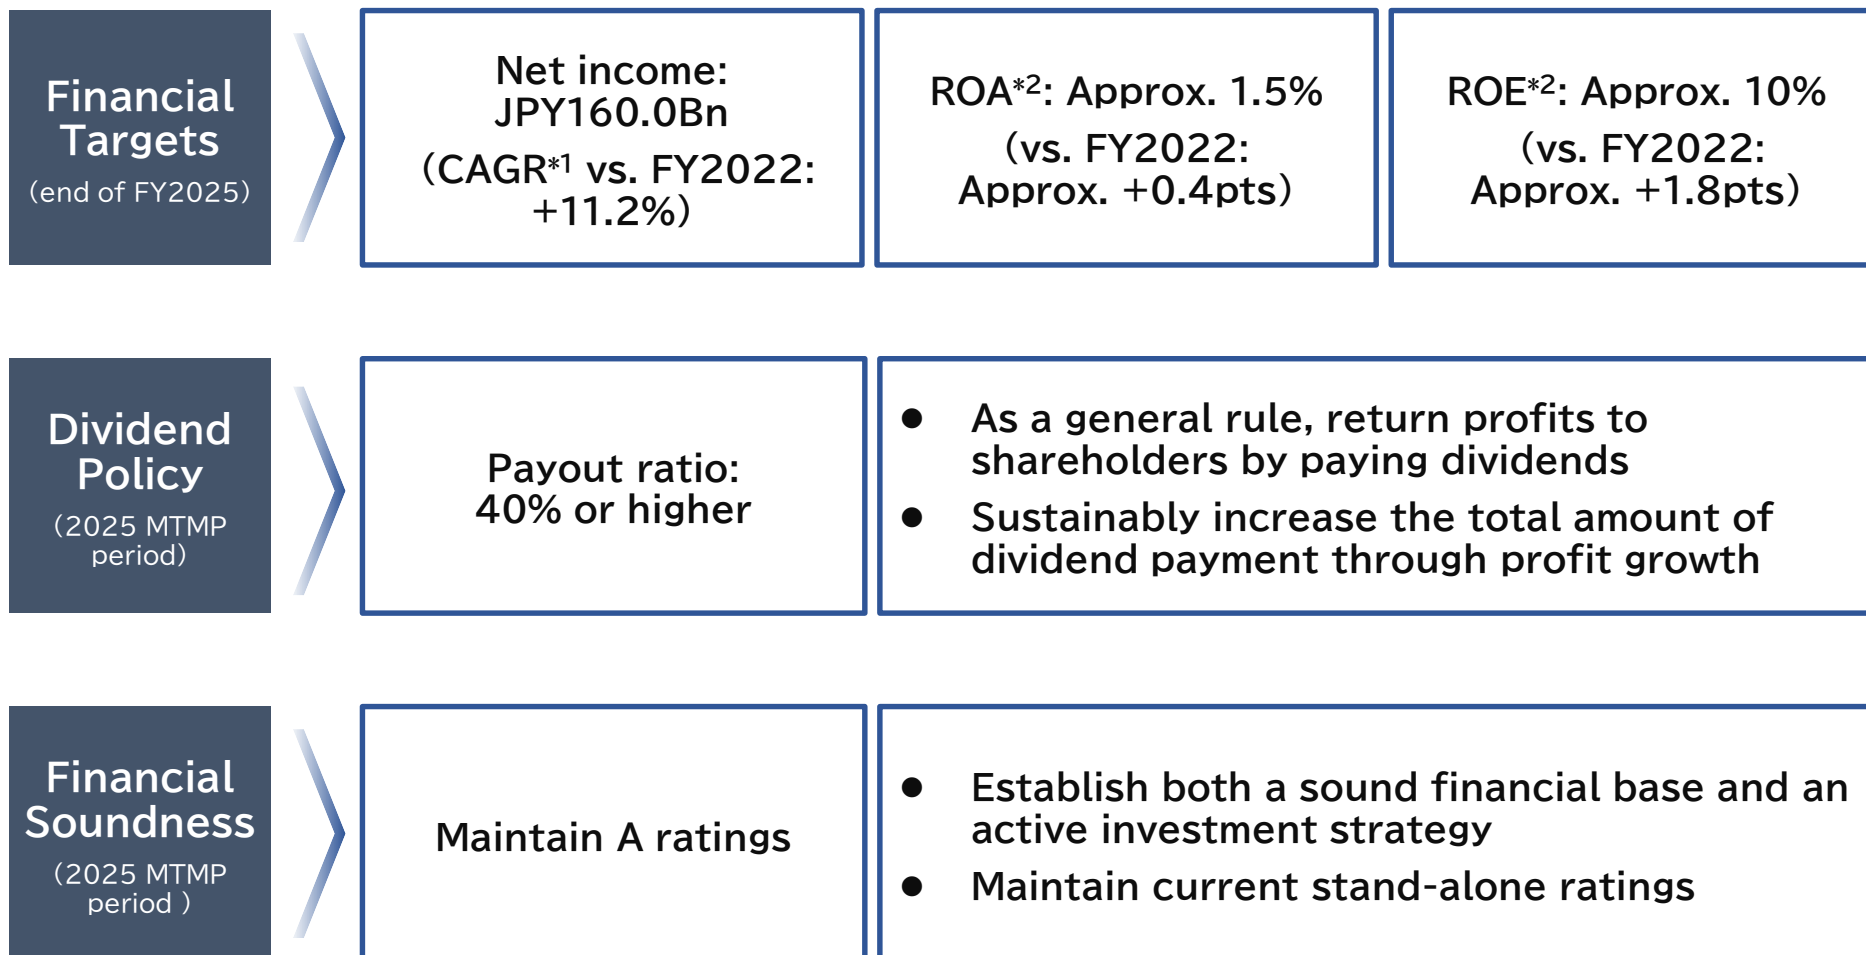 Financial
Targets
(end of FY2025)
Net income:
JPY160.0Bn
(CAGR*1 vs. FY2022:
+11.2%)
ROA*2: Approx. 1.5%
(vs. FY2022:
Approx. +0.4pts)
ROE*2: Approx. 10%
(vs. FY2022:
Approx. +1.8pts)
Dividend
Policy
(2025 MTMP
period)
Payout ratio:
40% or higher
● As a general rule, return profits to
shareholders by paying dividends
● Sustainably increase the total amount of
dividend payment through profit growth
Financial
Soundness
(2025 MTMP
period )
Maintain A ratings
● Establish both a sound financial base and an
active investment strategy
● Maintain current stand-alone ratings